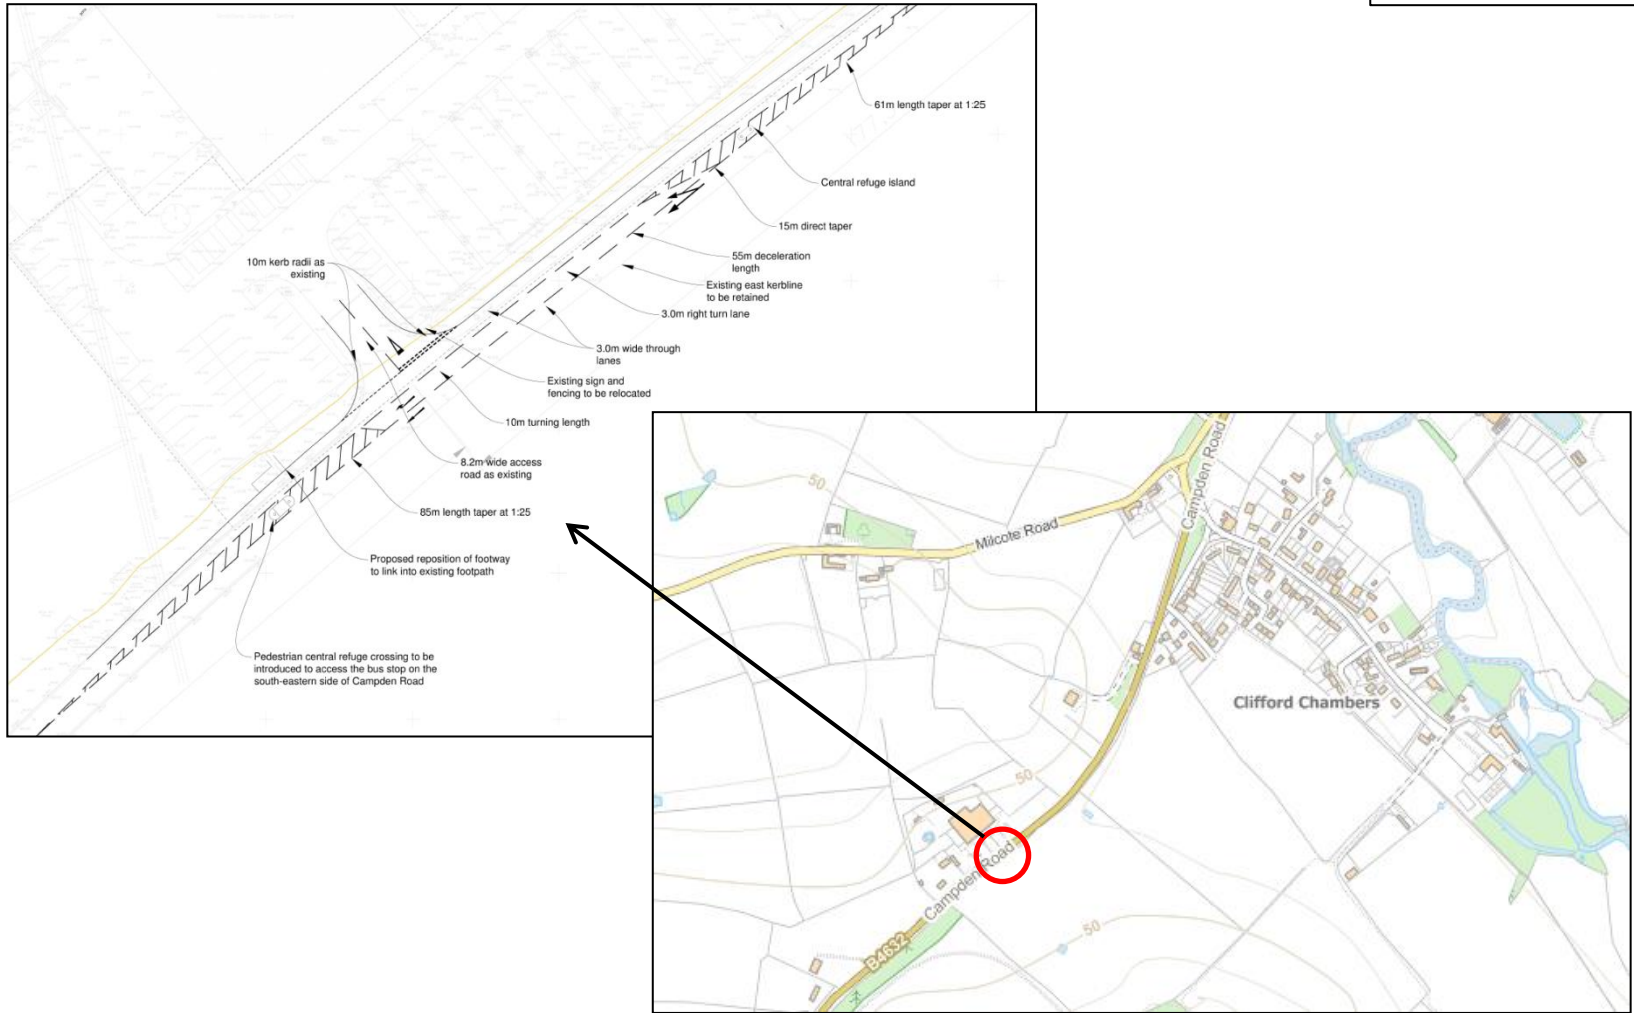 61m length taper at 1:25
Central refuge island
15m direct taper
55m deceleration
length
Existing east kerbline
to be retained
3.0m right turn lane
3.0m wide through
lanes
Existing sign and
fencing to be relocated
10m turning length
8.2m wide access
road as existing
85m length taper at 1:25
10m kerb radii as
existing
Proposed reposition of footway
to link into existing footpath
Pedestrian central refuge crossing to be
introduced to access the bus stop on the
south-eastern side of Campden Road
50
Milcote Road
Campden Road
Clifford Chambers
50
Campden Road
B4632
50